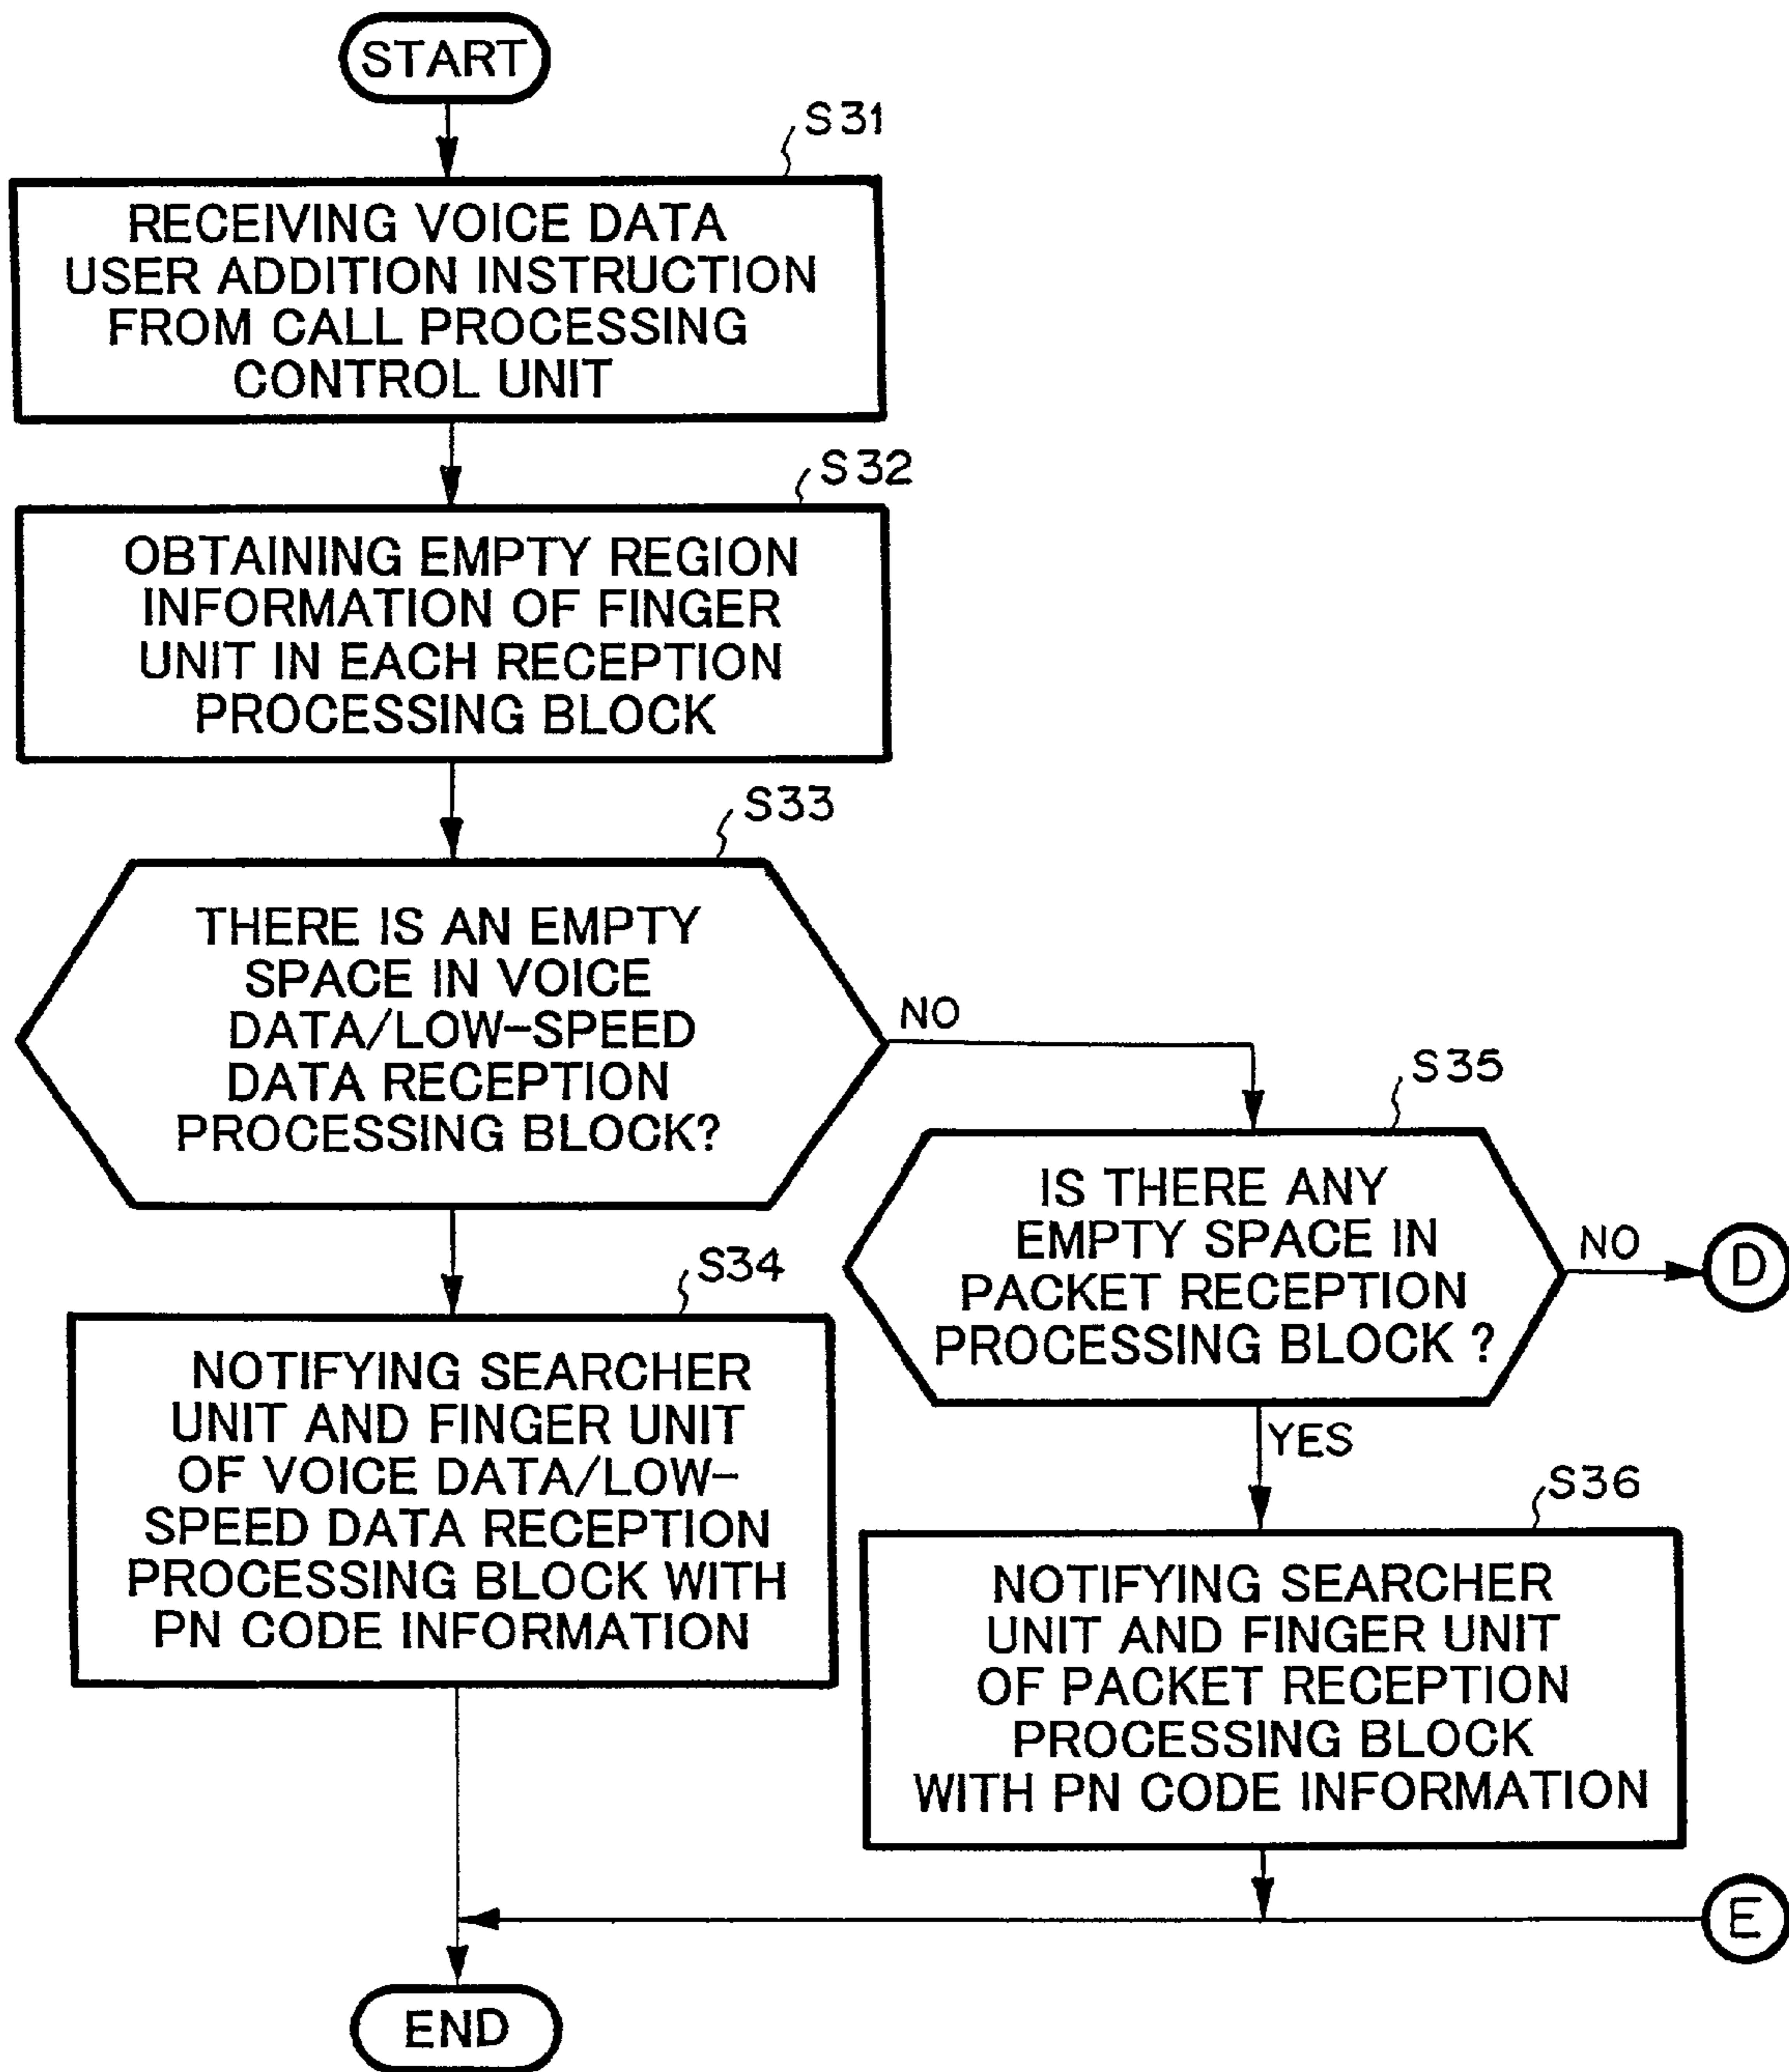 START
S31
RECEIVING VOICE DATA
USER ADDITION INSTRUCTION
FROM CALL PROCESSING
CONTROL UNIT
S32
OBTAINING EMPTY REGION
INFORMATION OF FINGER
UNIT IN EACH RECEPTION
PROCESSING BLOCK
S33
THERE IS AN EMPTY
SPACE IN VOICE
DATA/LOW-SPEED
DATA RECEPTION
PROCESSING BLOCK?
NO
S34
NOTIFYING SEARCHER
UNIT AND FINGER UNIT
OF VOICE DATA/LOW-
SPEED DATA RECEPTION
PROCESSING BLOCK WITH
PN CODE INFORMATION
S35
IS THERE ANY
EMPTY SPACE IN
PACKET RECEPTION
PROCESSING BLOCK ?
NO
D
YES
S36
NOTIFYING SEARCHER
UNIT AND FINGER UNIT
OF PACKET RECEPTION
PROCESSING BLOCK
WITH PN CODE INFORMATION
E
END